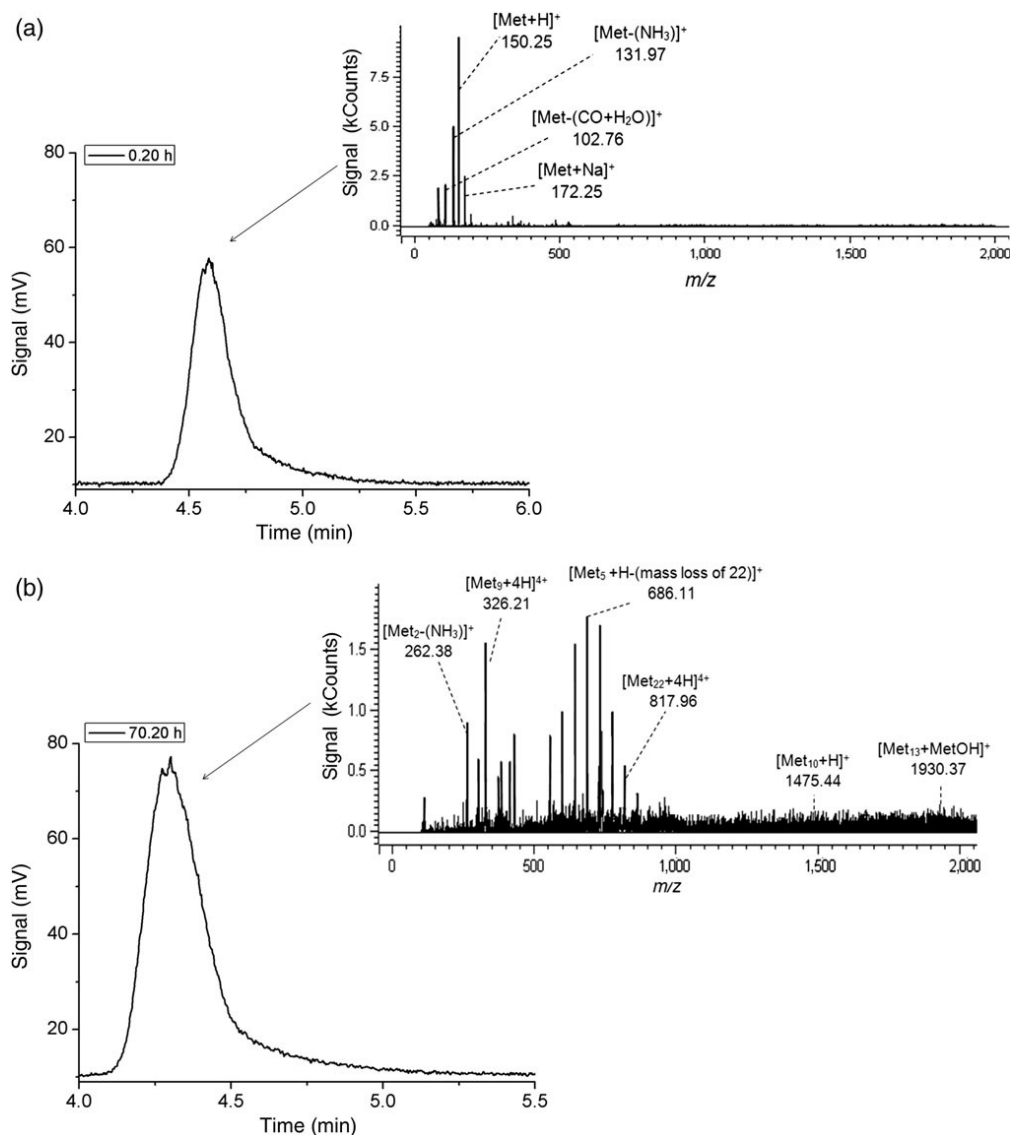 (a)
[Met+H]⁺
150.25
[Met-(NH₃)]⁺
131.97
[Met-(CO+H₂O)]⁺
102.76
[Met+Na]⁺
172.25
Signal (kCounts)
7.5
5.0
2.5
0.0
0 500 1,000 1,500 2,000
m/z
0.20 h
Signal (mV)
80
60
40
20
4.0 4.5 5.0 5.5 6.0
Time (min)
(b)
[Met₉+4H]⁴⁺
326.21
[Met₅ +H-(mass loss of 22)]⁺
686.11
[Met₂-(NH₃)]⁺
262.38
[Met₂₂+4H]⁴⁺
817.96
[Met₁₀+H]⁺
1475.44
[Met₁₃+MeOH]⁺
1930.37
Signal (kCounts)
1.5
1.0
0.5
0.0
0 500 1,000 1,500 2,000
m/z
70.20 h
Signal (mV)
80
60
40
20
4.0 4.5 5.0 5.5
Time (min)